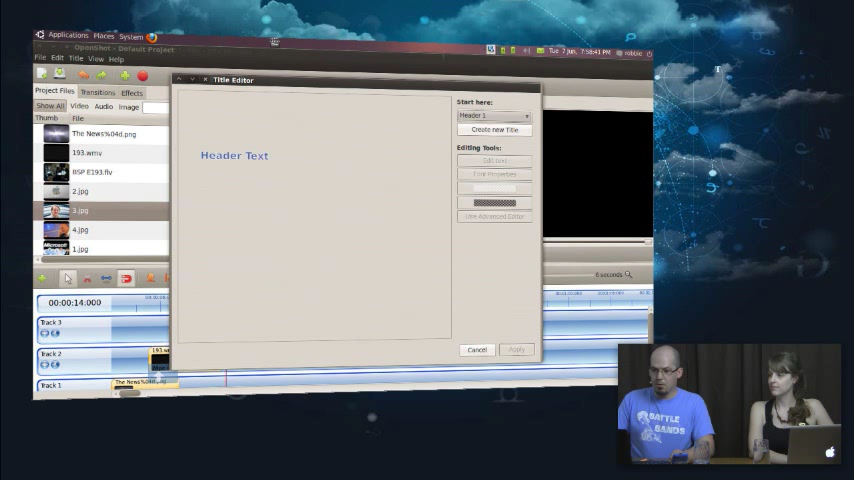 Applications Places System
Tue 7 Jun, 7:58:41 PM robbie
OpenShot - Default Project
File Edit Title View Help
Title Editor
Project Files Transitions Effects
Show All Video Audio Image
Thumb File
The News%04d.png
193.wmv
BSP E193.flv
2.jpg
3.jpg
4.jpg
1.jpg
Header Text
Start here:
Header 1
Create new Title
Editing Tools:
Edit text
Font Properties
Use Advanced Editor
Cancel Apply
6 seconds
00:00:14:000
Track 3
Track 2
193.w
Track 1
The News%04d.png
BATTLE
BANDS